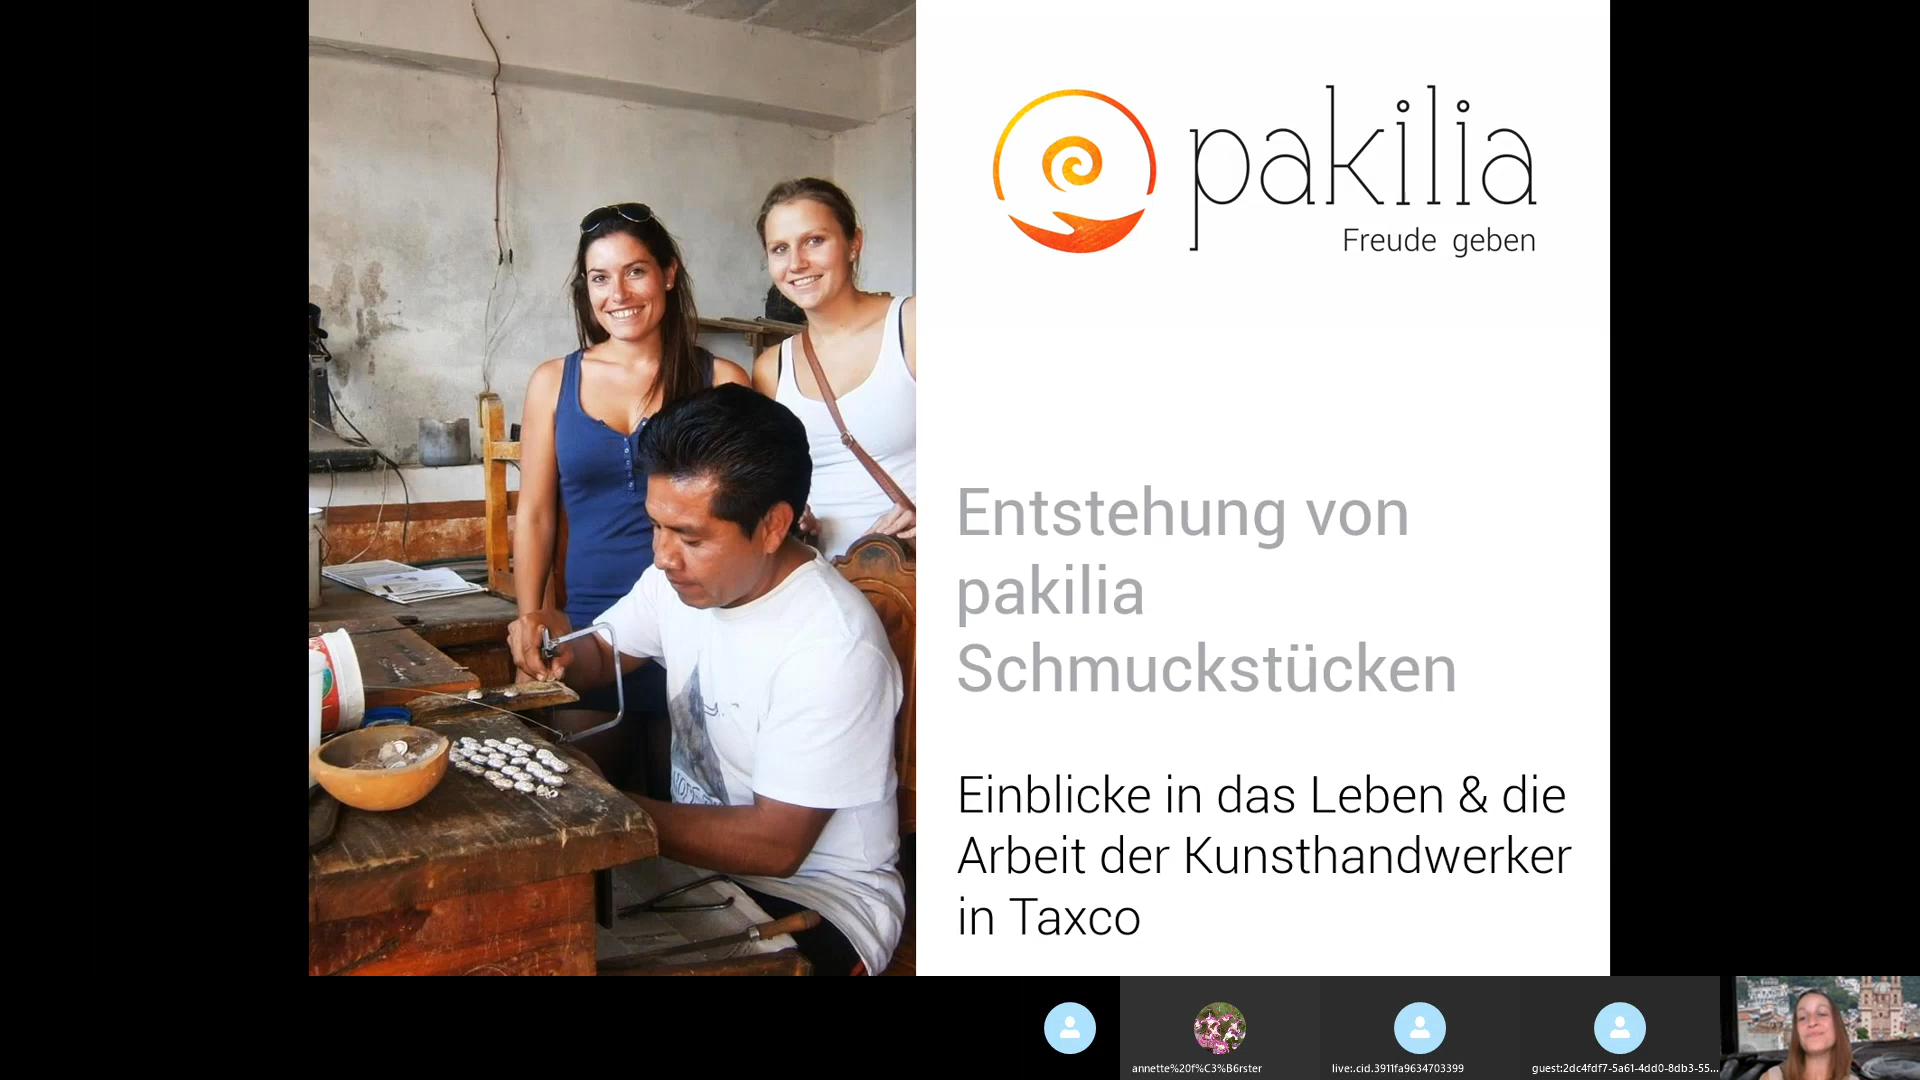 pakilia
Freude geben
Entstehung von
pakilia
Schmuckstücken
Einblicke in das Leben & die
Arbeit der Kunsthandwerker
in Taxco
annette%20f%C3%B6rster
live:.cid.3911fa9634703399
guest:2dc4fdf7-5a61-4dd0-8db3-55...